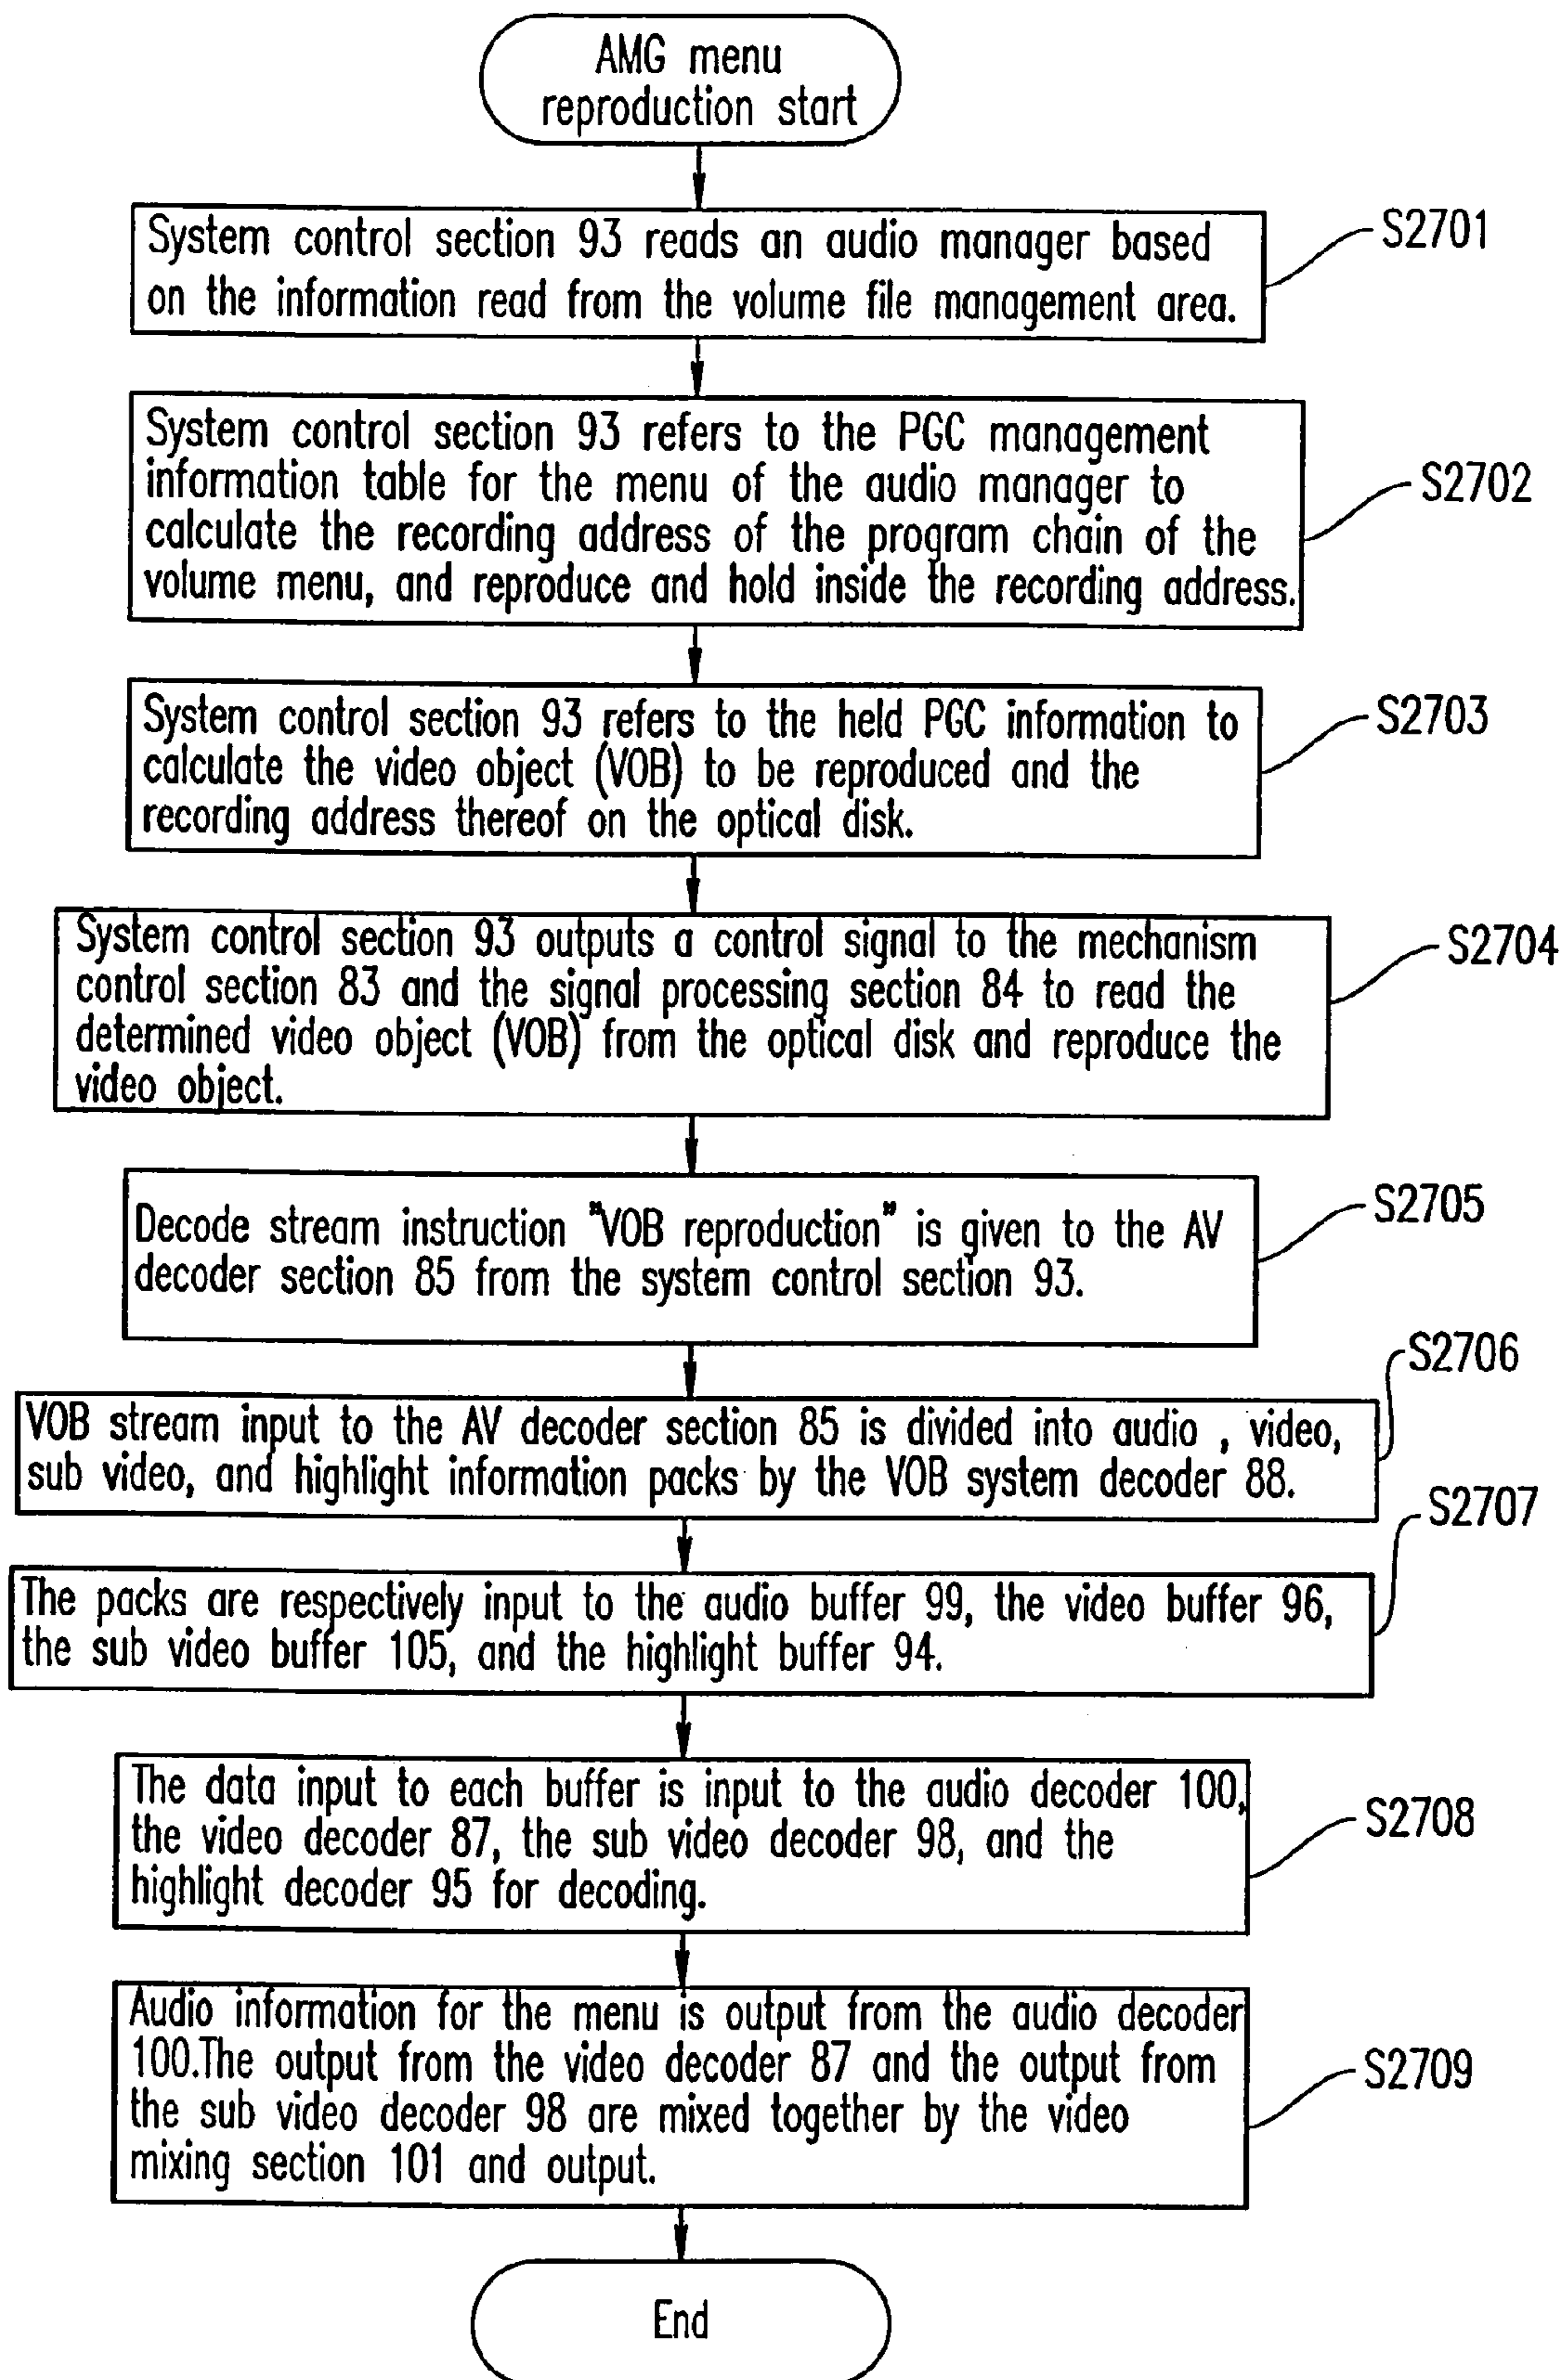 AMG menu
reproduction start
System control section 93 reads an audio manager based
on the information read from the volume file management area.
S2701
System control section 93 refers to the PGC management
information table for the menu of the audio manager to
calculate the recording address of the program chain of the
volume menu, and reproduce and hold inside the recording address.
S2702
System control section 93 refers to the held PGC information to
calculate the video object (VOB) to be reproduced and the
recording address thereof on the optical disk.
S2703
System control section 93 outputs a control signal to the mechanism
control section 83 and the signal processing section 84 to read the
determined video object (VOB) from the optical disk and reproduce the
video object.
S2704
Decode stream instruction "VOB reproduction" is given to the AV
decoder section 85 from the system control section 93.
S2705
VOB stream input to the AV decoder section 85 is divided into audio , video,
sub video, and highlight information packs by the VOB system decoder 88.
S2706
The packs are respectively input to the audio buffer 99, the video buffer 96,
the sub video buffer 105, and the highlight buffer 94.
S2707
The data input to each buffer is input to the audio decoder 100,
the video decoder 87, the sub video decoder 98, and the
highlight decoder 95 for decoding.
S2708
Audio information for the menu is output from the audio decoder
100.The output from the video decoder 87 and the output from
the sub video decoder 98 are mixed together by the video
mixing section 101 and output.
S2709
End